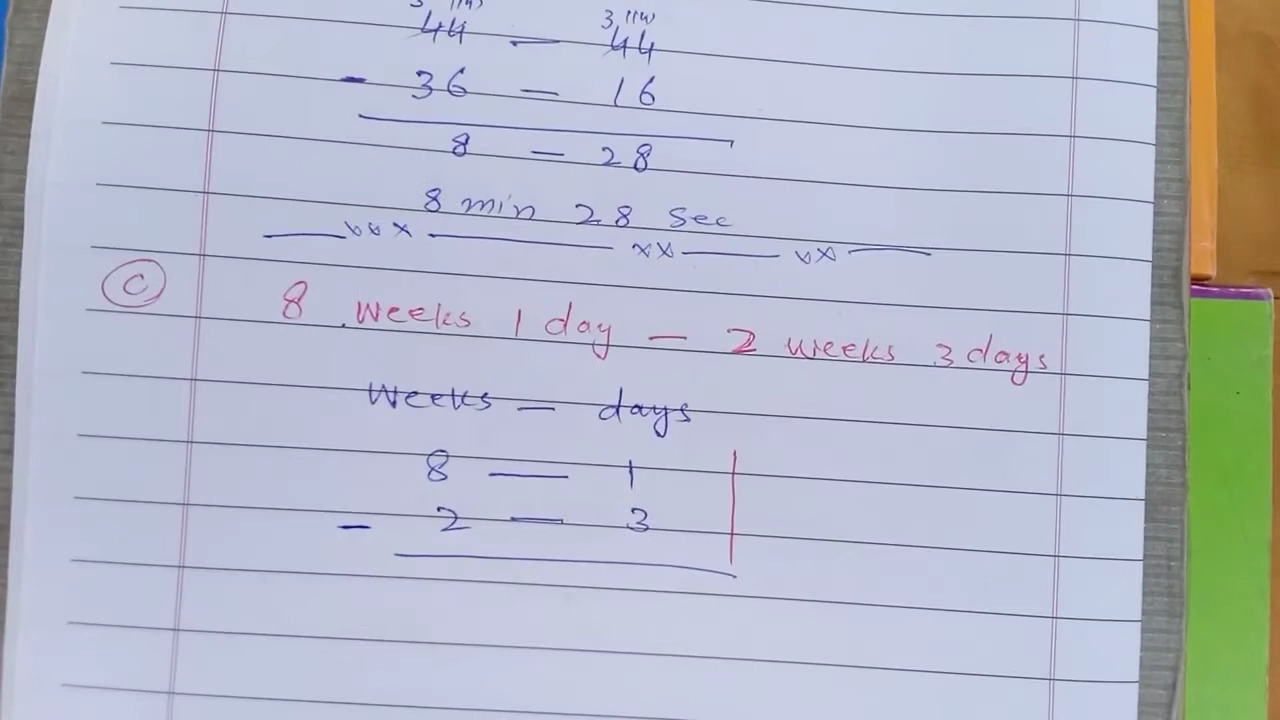 44 — 44
- 36 — 16
8 — 28
8 min 28 Sec
C 8 weeks 1 day — 2 weeks 3 days
Weeks — days
8 — 1
- 2 — 3